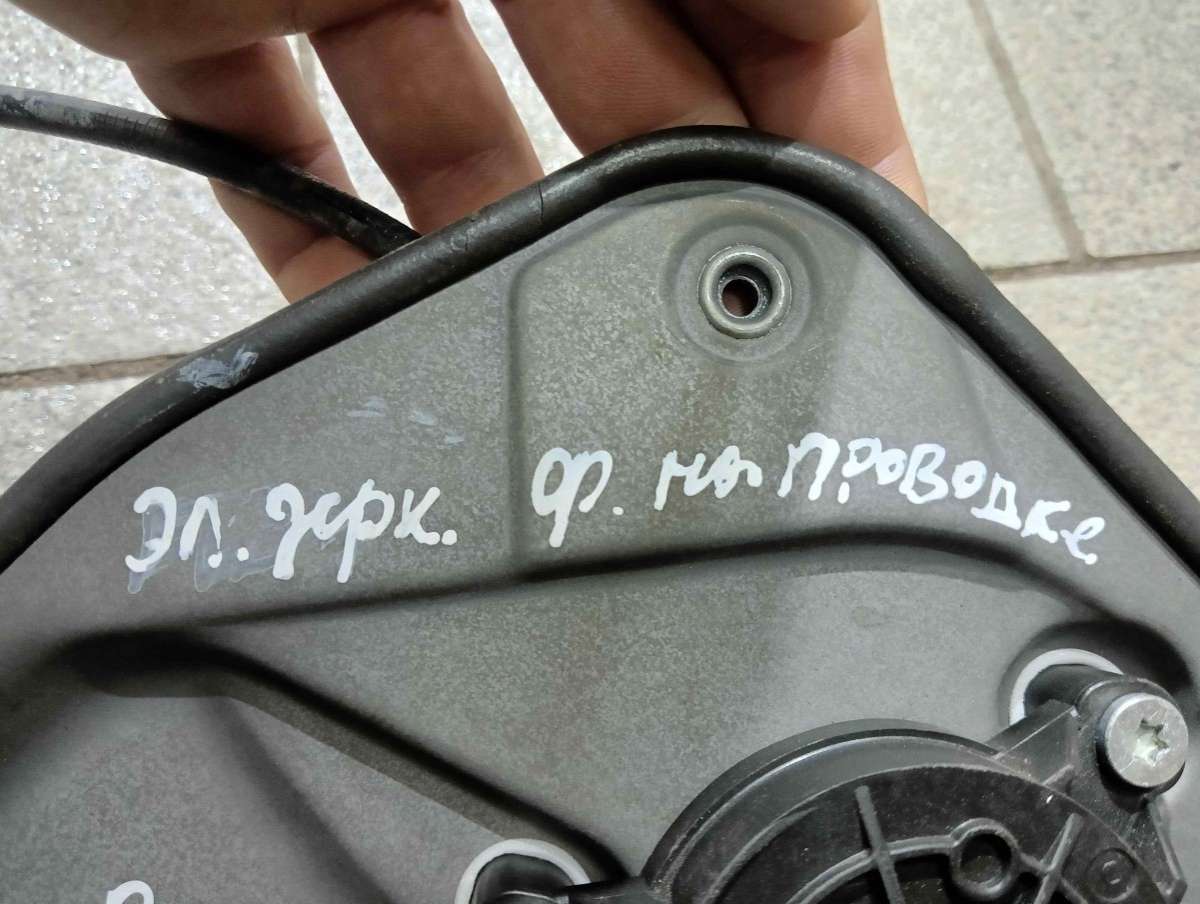 эл. зерк. ф. на проводке